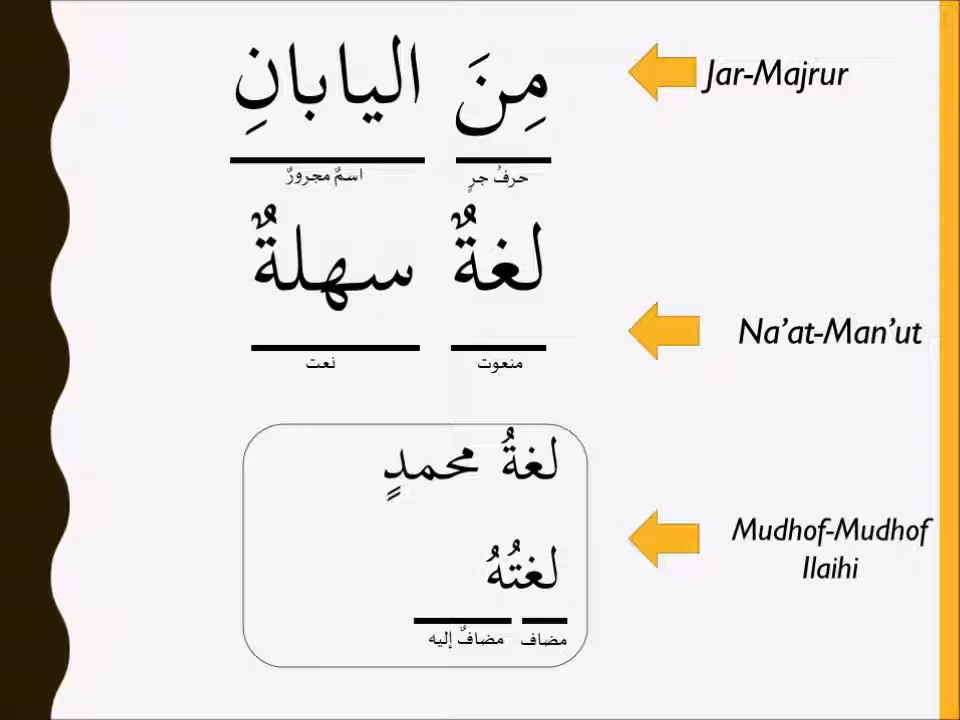 مِنَ اليابانِ
Jar-Majrur
حرفُ جرٍ اسمٌ مجرورٌ
لغةٌ سهلةٌ
Na’at-Man’ut
منعوت نعت
لغةُ محمدٍ
لغتُهُ
Mudhof-Mudhof
Ilaihi
مضاف مضافٌ إليه